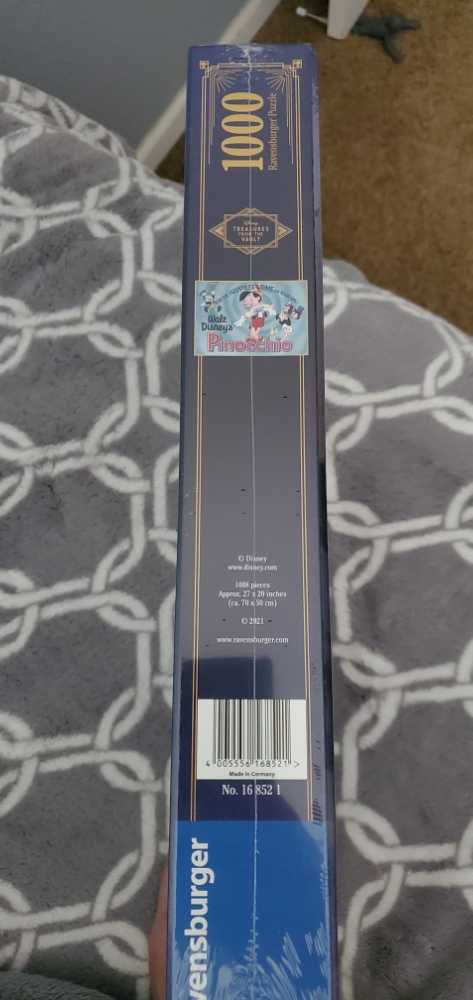 1000
Ravensburger Puzzle
Disney
TREASURES
FROM THE
VAULT
Walt
Disney's
Pinocchio
© Disney
www.disney.com
1000 pieces
Approx. 27 x 20 inches
(ca. 70 x 50 cm)
© 2021
www.ravensburger.com
4 005556 168521 >
Made in Germany
No. 16 852 1
vensburger